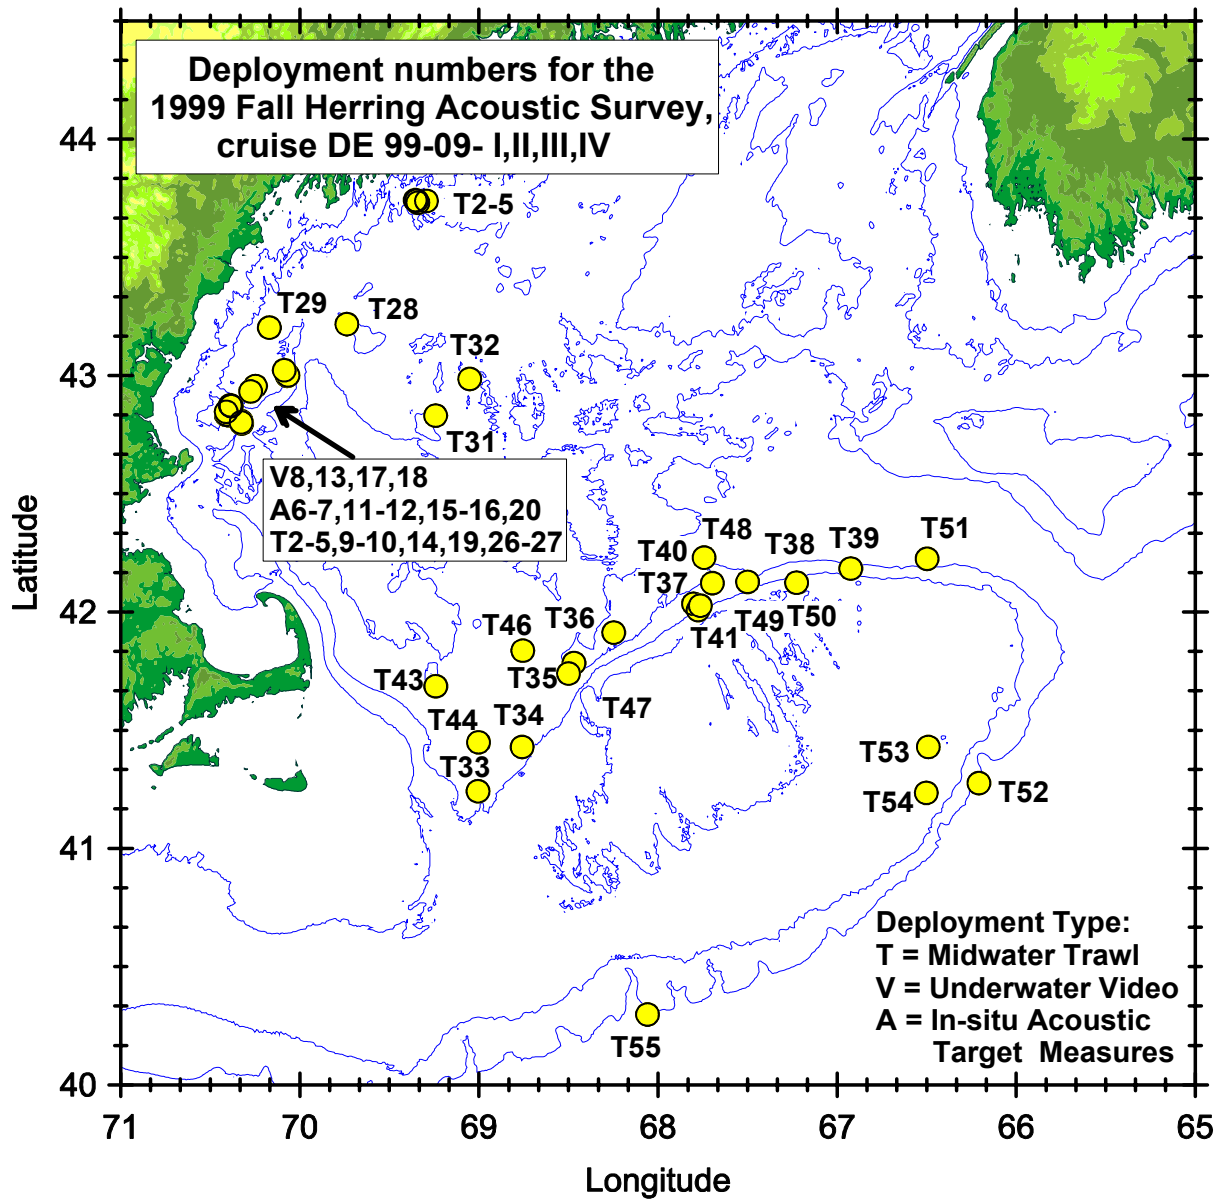 Deployment numbers for the
1999 Fall Herring Acoustic Survey,
cruise DE 99-09- I,II,III,IV
T2-5
T29
T28
T32
T31
V8,13,17,18
A6-7,11-12,15-16,20
T2-5,9-10,14,19,26-27
T48
T40
T38
T39
T51
T37
T36
T46
T41
T49
T50
T35
T43
T47
T44
T34
T33
T53
T54
T52
T55
Deployment Type:
T = Midwater Trawl
V = Underwater Video
A = In-situ Acoustic
Target Measures
Latitude
44
43
42
41
40
71
70
69
68
67
66
65
Longitude